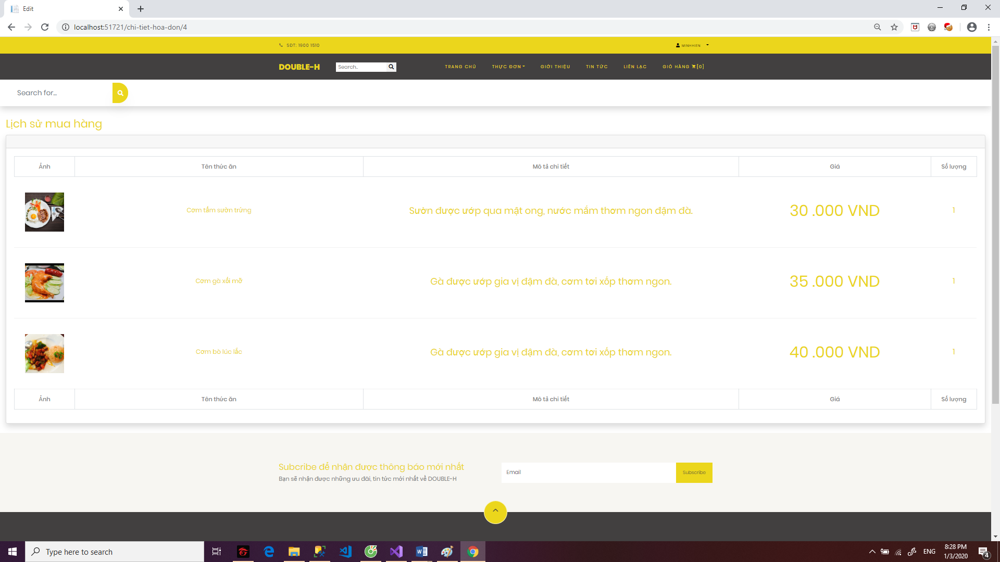 Edit
localhost:51721/chi-tiet-hoa-don/4
SĐT: 1900 1510
MINHHIEN
DOUBLE-H
Search..
TRANG CHỦ
THỰC ĐƠN
GIỚI THIỆU
TIN TỨC
LIÊN LẠC
GIỎ HÀNG [0]
Search for...
Lịch sử mua hàng
Ảnh Tên thức ăn Mô tả chi tiết Giá Số lượng
Cơm tấm sườn trứng Sườn được ướp qua mật ong, nước mắm thơm ngon đậm đà. 30 .000 VND 1
Cơm gà xối mỡ Gà được ướp gia vị đậm đà, cơm tơi xốp thơm ngon. 35 .000 VND 1
Cơm bò lúc lắc Gà được ướp gia vị đậm đà, cơm tơi xốp thơm ngon. 40 .000 VND 1
Ảnh Tên thức ăn Mô tả chi tiết Giá Số lượng
Subcribe để nhận được thông báo mới nhất
Bạn sẽ nhận được những ưu đãi, tin tức mới nhất về DOUBLE-H
Email
Subscribe
Type here to search
ENG
8:28 PM
1/3/2020
4